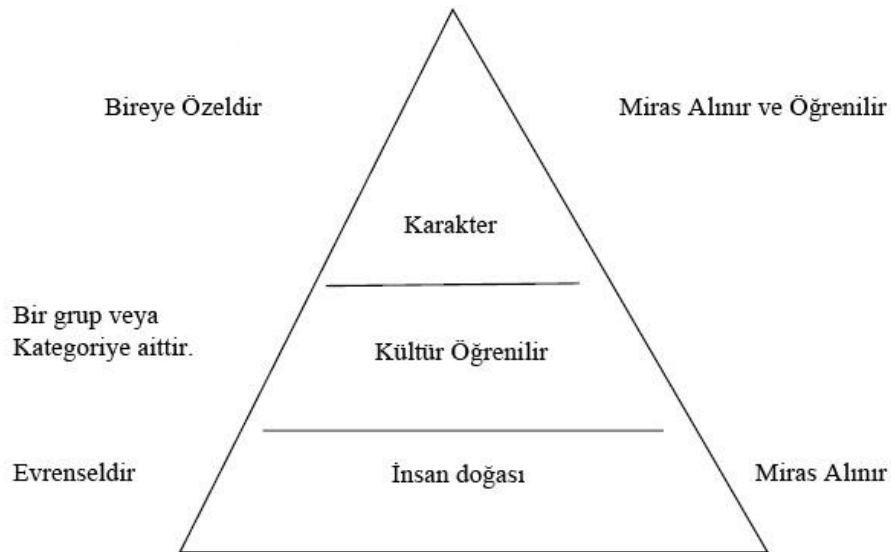 Bireye Özeldir
Miras Alınır ve Öğrenilir
Karakter
Bir grup veya
Kategoriye aittir.
Kültür Öğrenilir
Evrenseldir
İnsan doğası
Miras Alınır